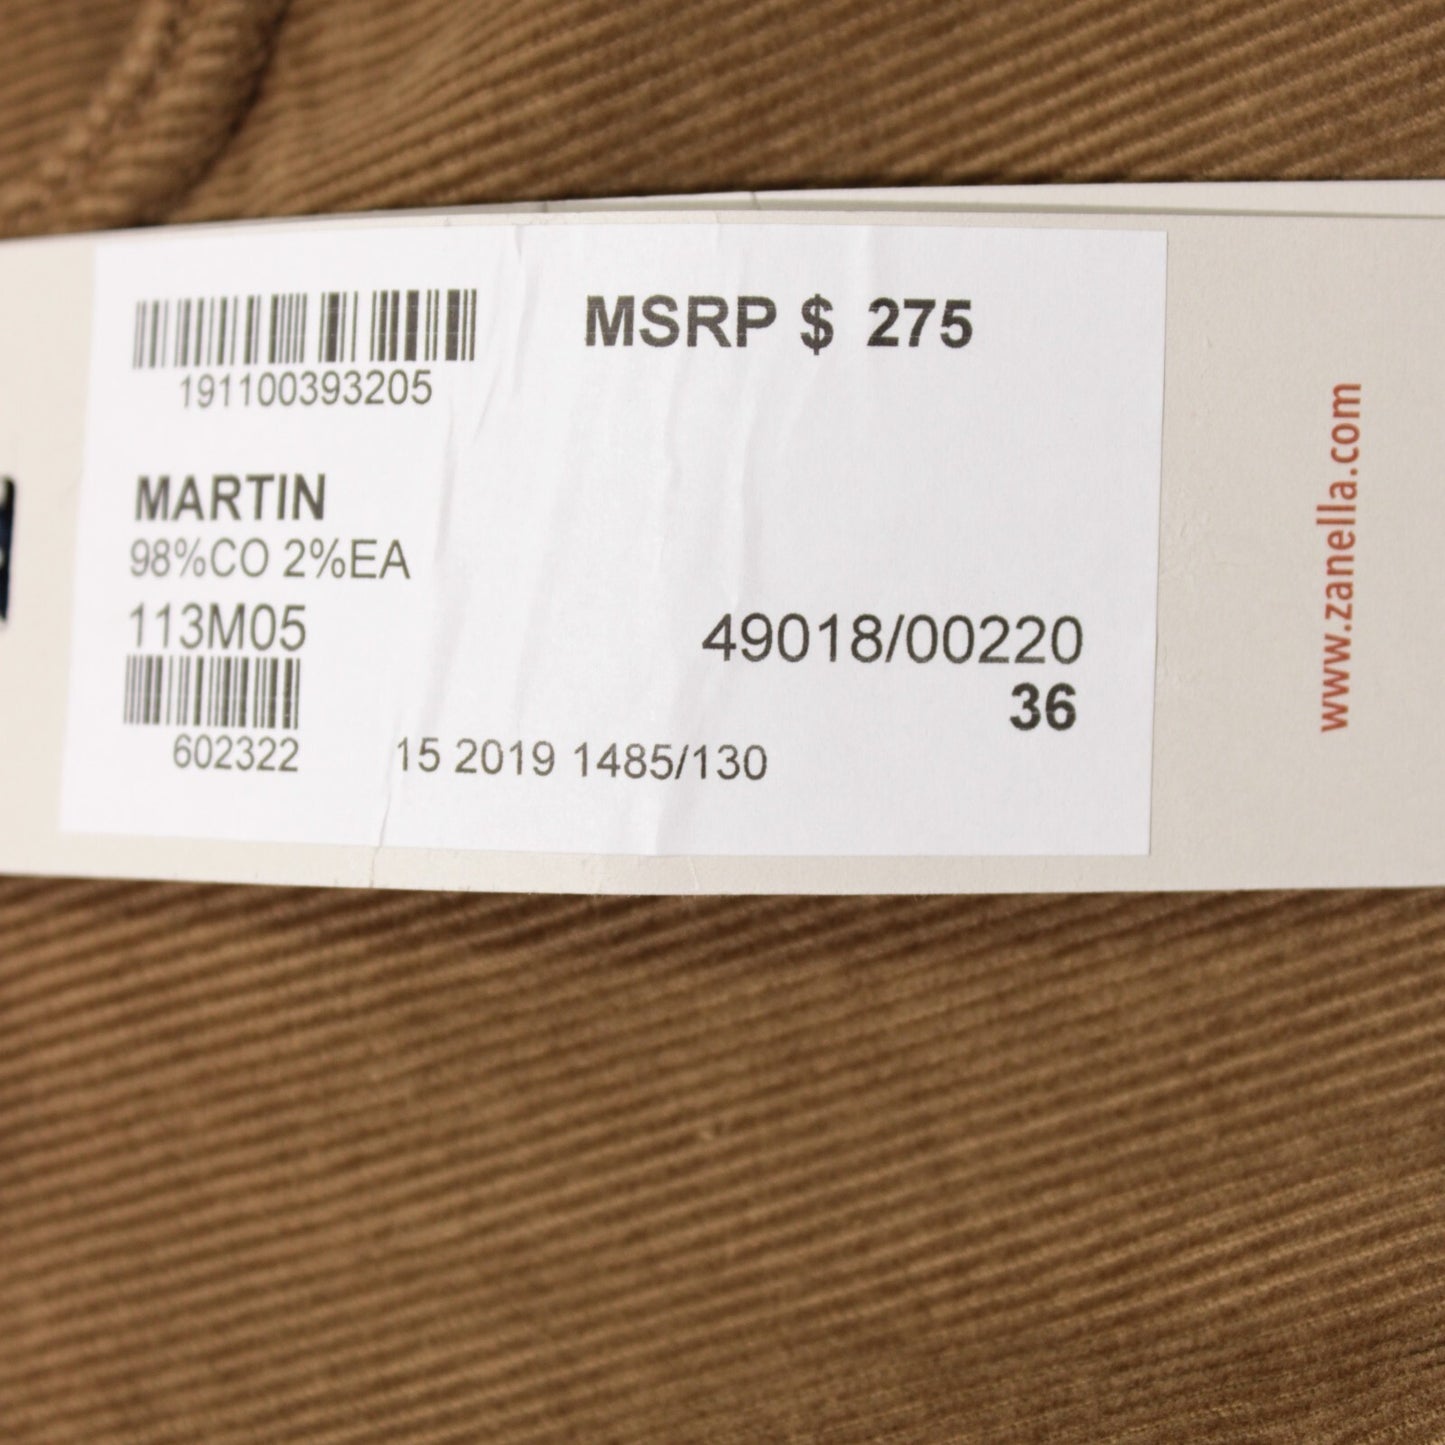 191100393205
MSRP $ 275
MARTIN
98%CO 2%EA
113M05
49018/00220
36
602322
15 2019 1485/130
www.zanella.com